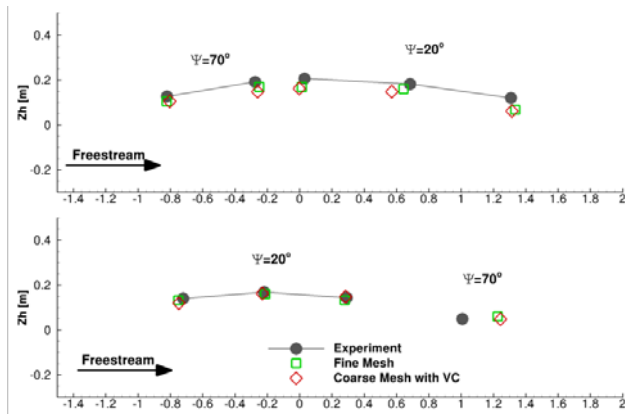 0.4
Ψ=70°
Ψ=20°
0.2
Zh [m]
0
Freestream
-0.2
-1.4 -1.2 -1 -0.8 -0.6 -0.4 -0.2 0 0.2 0.4 0.6 0.8 1 1.2 1.4 1.6 1.8 2
0.4
Ψ=20°
Ψ=70°
0.2
Zh [m]
0
Experiment
Freestream
Fine Mesh
-0.2
Coarse Mesh with VC
-1.4 -1.2 -1 -0.8 -0.6 -0.4 -0.2 0 0.2 0.4 0.6 0.8 1 1.2 1.4 1.6 1.8 2